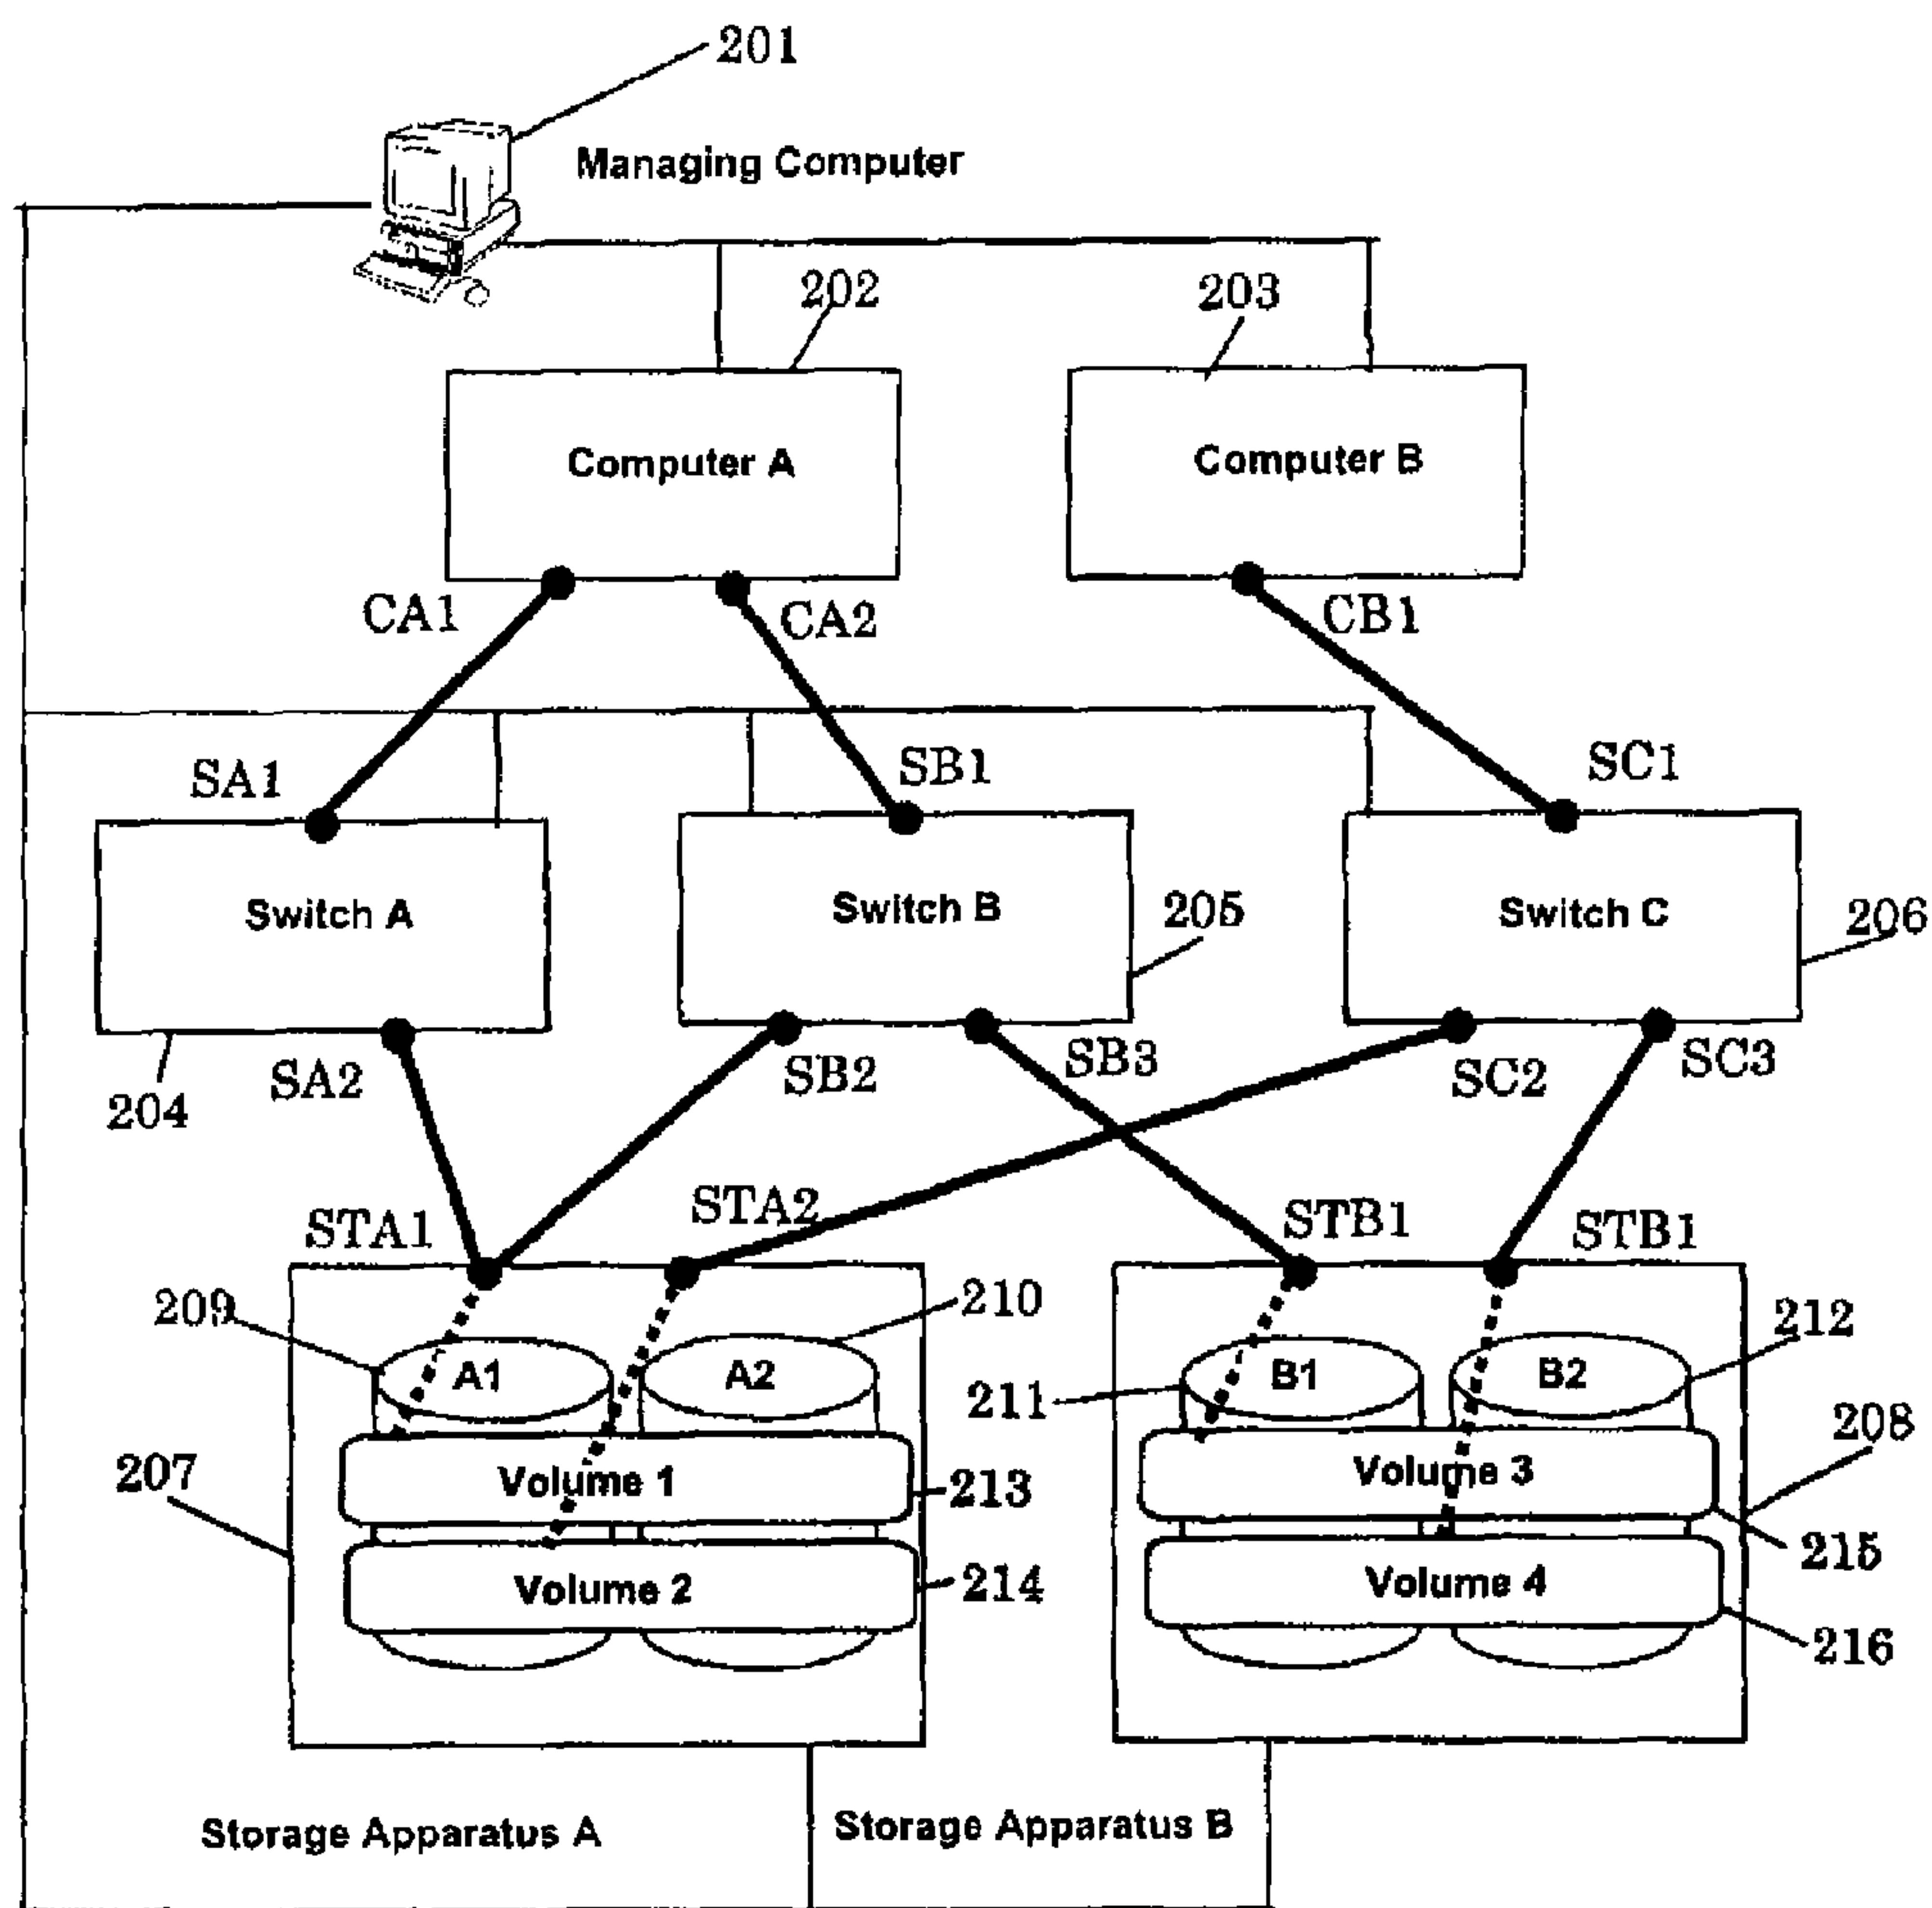 201
Managing Computer
202
203
Computer A
Computer B
CA1
CA2
CB1
SA1
SB1
SC1
Switch A
Switch B
Switch C
205
206
204
SA2
SB2
SB3
SC2
SC3
STA1
STA2
STB1
STB1
209
210
211
212
A1
A2
B1
B2
207
208
Volume 1
213
Volume 3
215
Volume 2
214
Volume 4
216
Storage Apparatus A
Storage Apparatus B